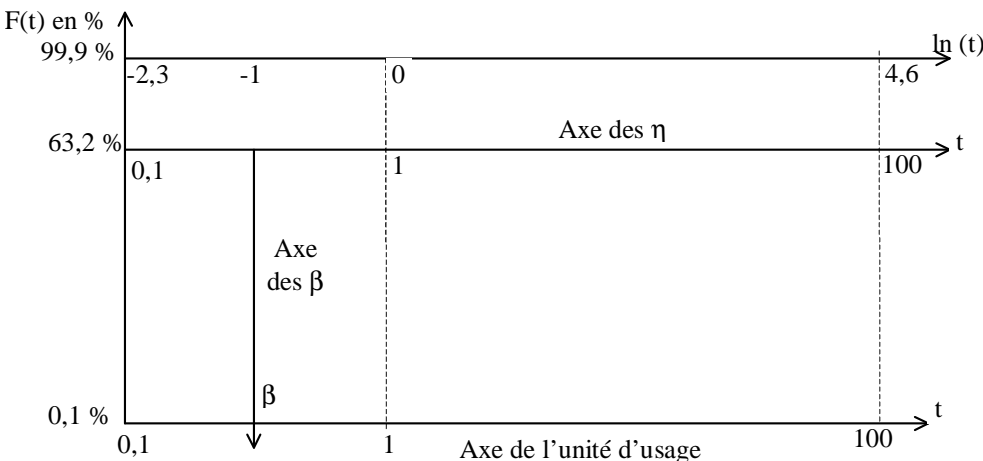 F(t) en %
99,9 %
ln (t)
-2,3 -1 0 4,6
Axe des η
63,2 %
t
0,1 1 100
Axe
des β
β
0,1 %
t
0,1 1 100
Axe de l'unité d'usage